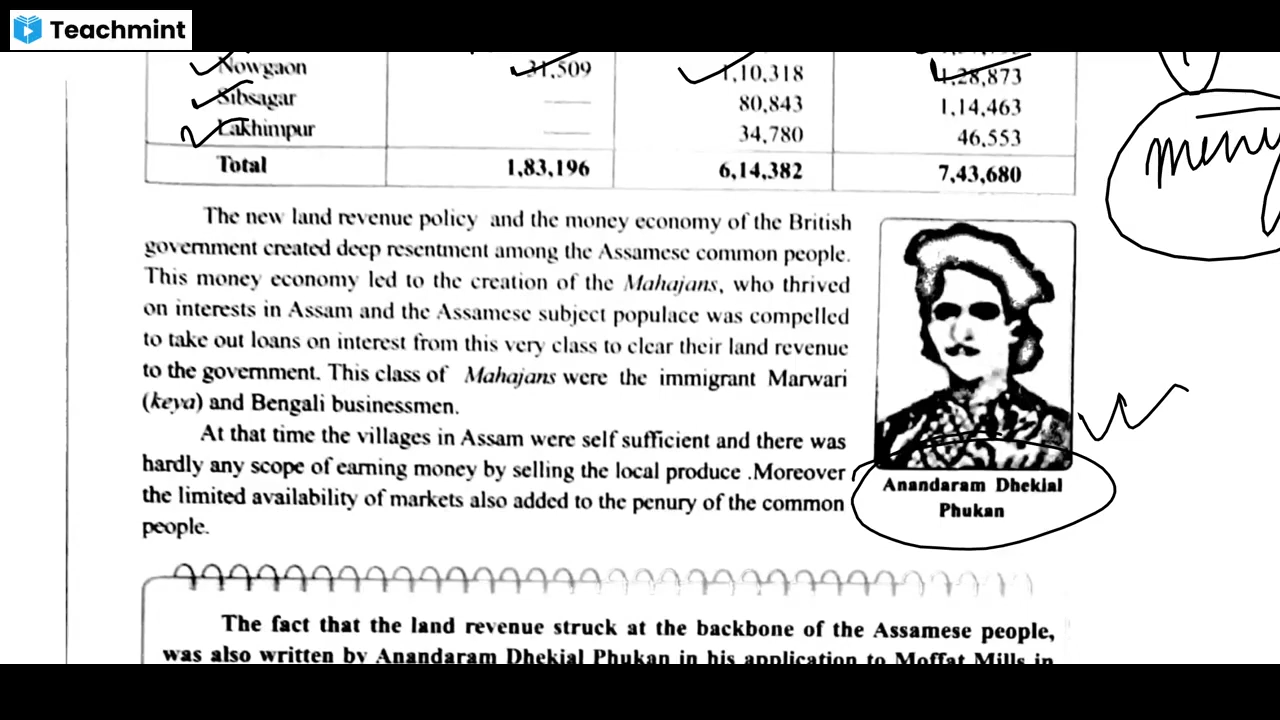 Teachmint
Nowgaon 31,509 1,10,318 1,28,873
Sibsagar — 80,843 1,14,463
Lakhimpur — 34,780 46,553
Total 1,83,196 6,14,382 7,43,680
The new land revenue policy and the money economy of the British
government created deep resentment among the Assamese common people.
This money economy led to the creation of the Mahajans, who thrived
on interests in Assam and the Assamese subject populace was compelled
to take out loans on interest from this very class to clear their land revenue
to the government. This class of Mahajans were the immigrant Marwari
(keya) and Bengali businessmen.
At that time the villages in Assam were self sufficient and there was
hardly any scope of earning money by selling the local produce .Moreover
the limited availability of markets also added to the penury of the common
people.
Anandaram Dhekial
Phukan
The fact that the land revenue struck at the backbone of the Assamese people,
was also written by Anandaram Dhekial Phukan in his application to Moffat Mills in